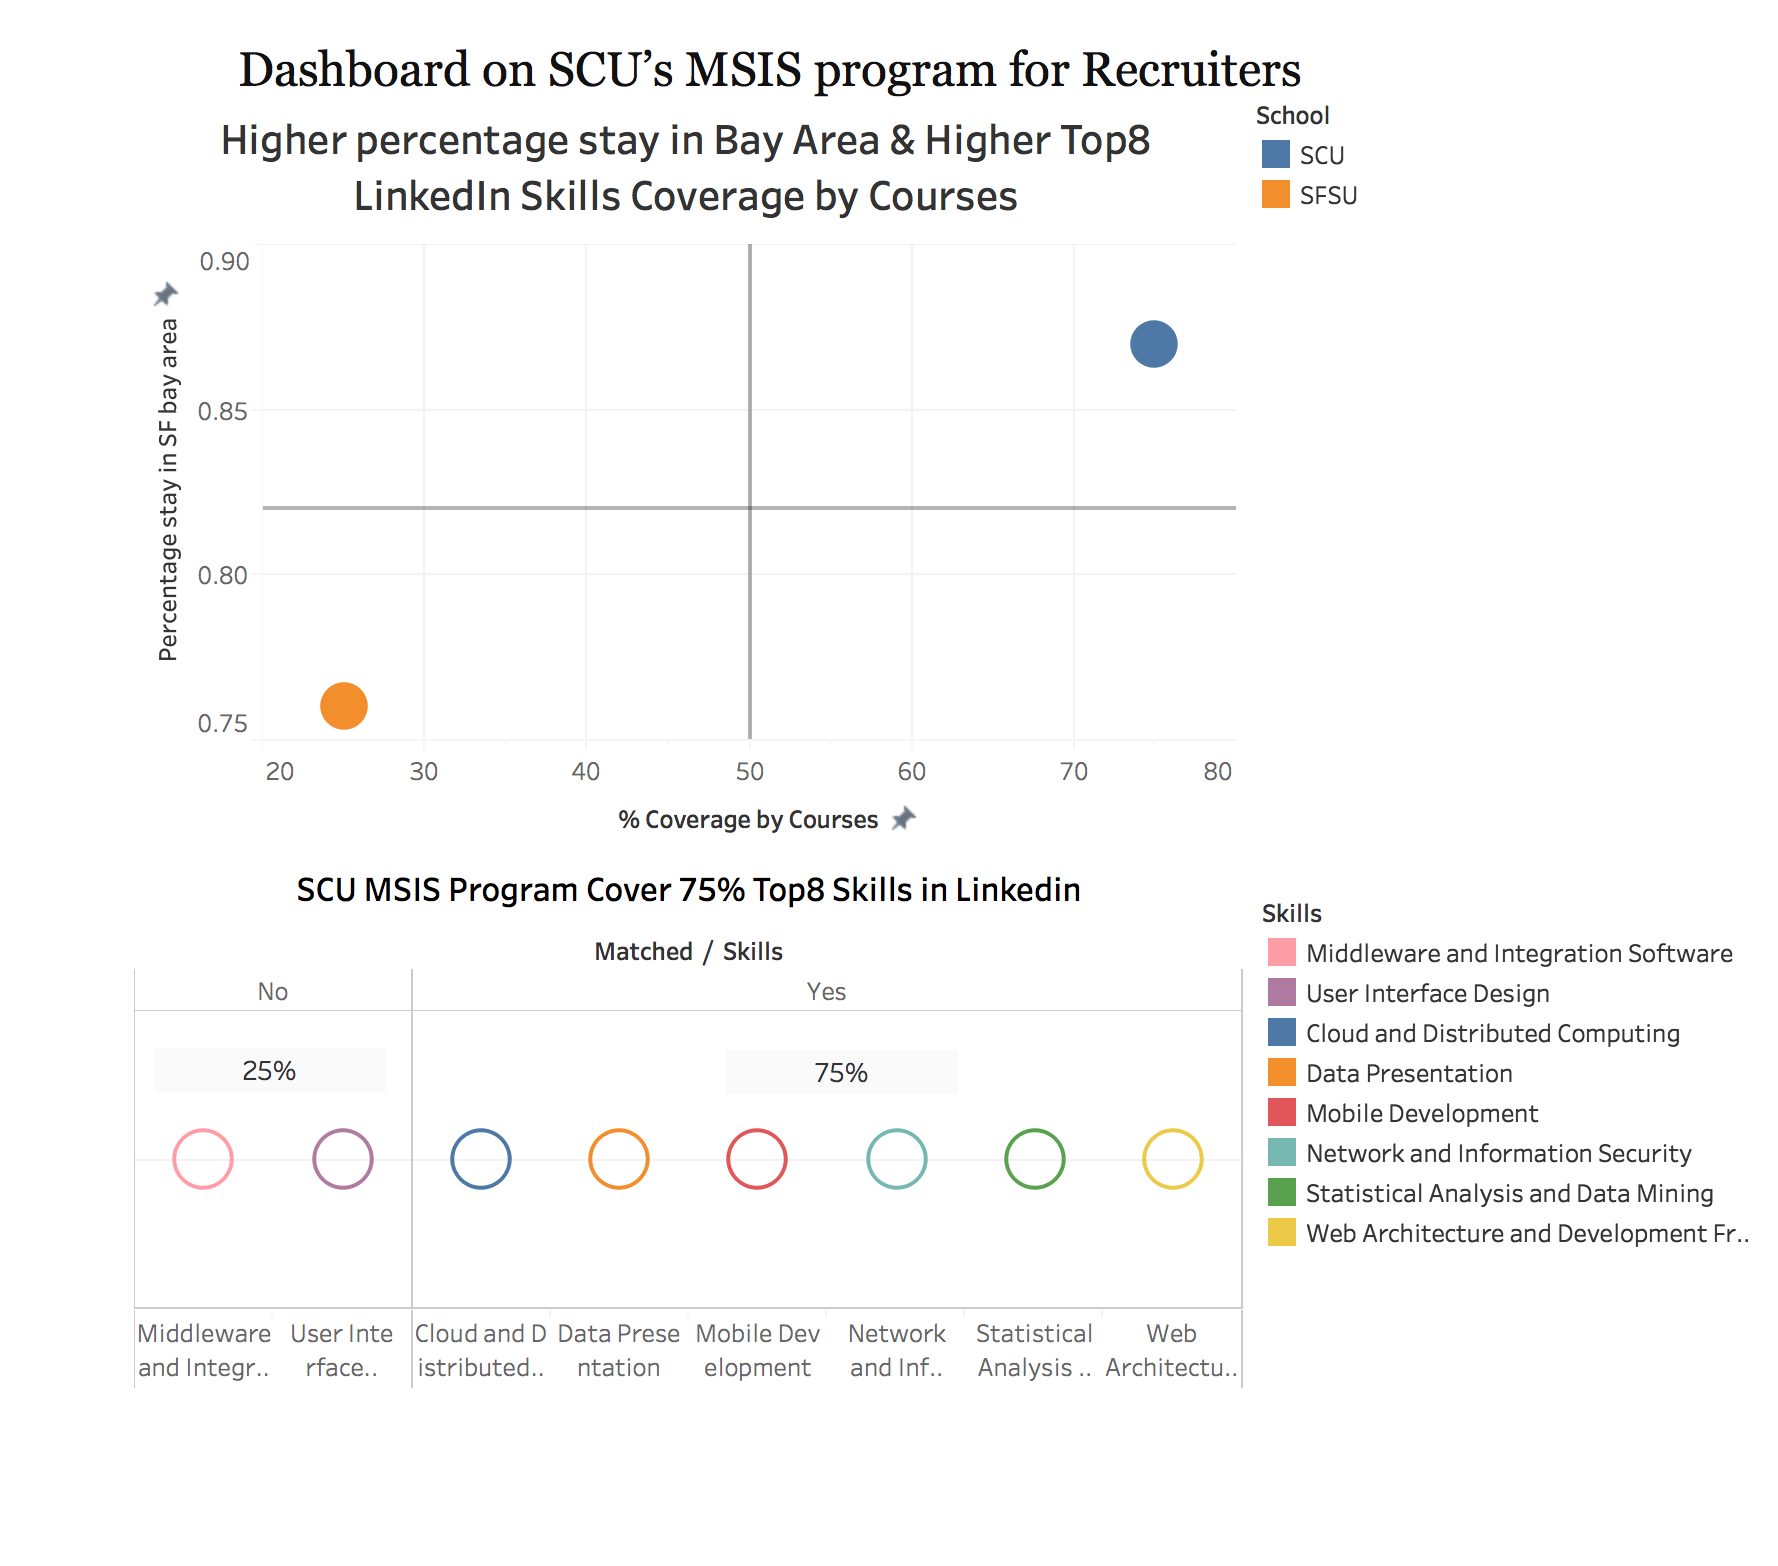 Dashboard on SCU’s MSIS program for Recruiters
Higher percentage stay in Bay Area & Higher Top8
LinkedIn Skills Coverage by Courses
School
SCU
SFSU
Percentage stay in SF bay area
0.90
0.85
0.80
0.75
20 30 40 50 60 70 80
% Coverage by Courses
SCU MSIS Program Cover 75% Top8 Skills in Linkedin
Matched / Skills
No Yes
25% 75%
Middleware User Inte Cloud and D Data Prese Mobile Dev Network Statistical Web
and Integr.. rface.. istributed.. ntation elopment and Inf.. Analysis .. Architectu..
Skills
Middleware and Integration Software
User Interface Design
Cloud and Distributed Computing
Data Presentation
Mobile Development
Network and Information Security
Statistical Analysis and Data Mining
Web Architecture and Development Fr..